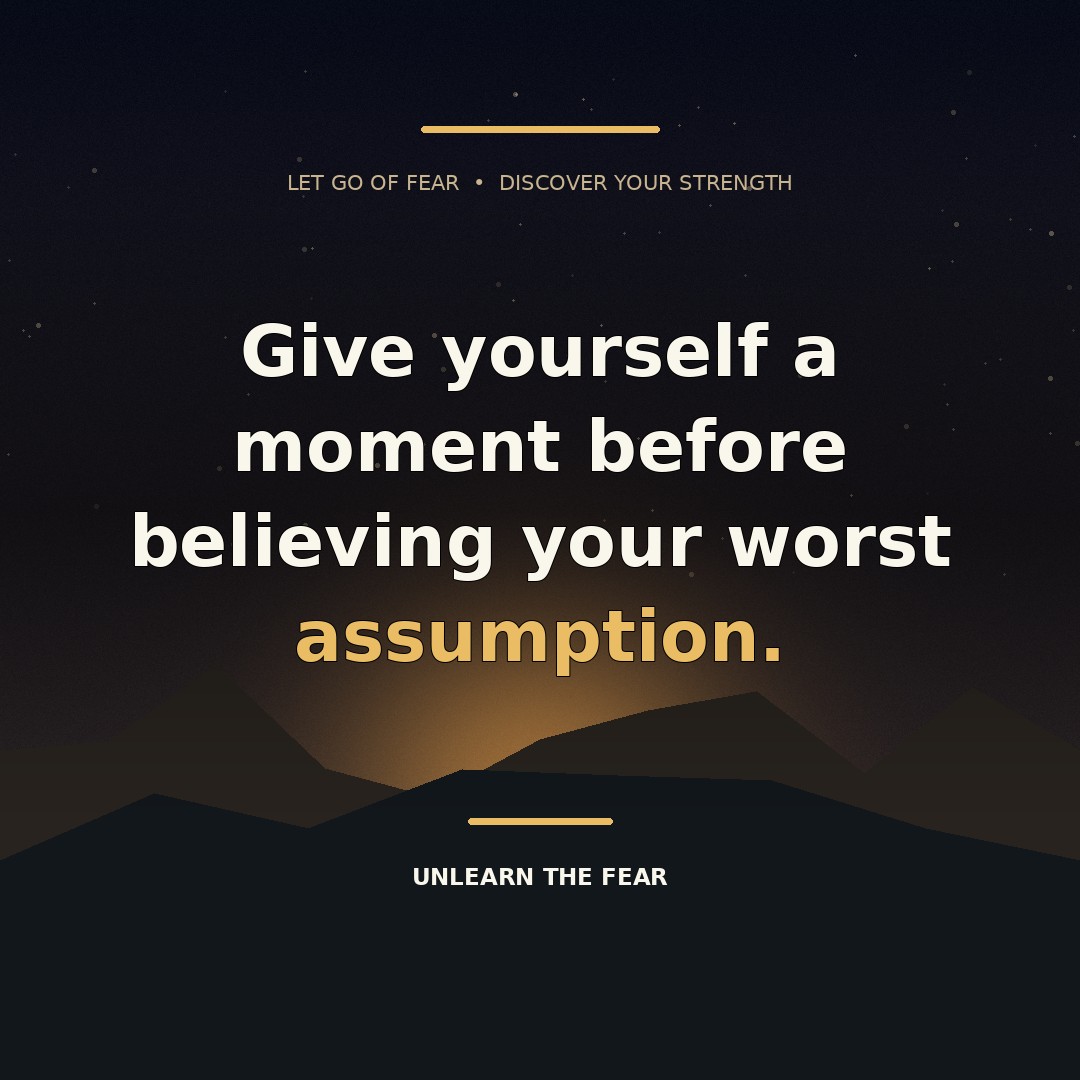 LET GO OF FEAR • DISCOVER YOUR STRENGTH
Give yourself a
moment before
believing your worst
assumption.
UNLEARN THE FEAR